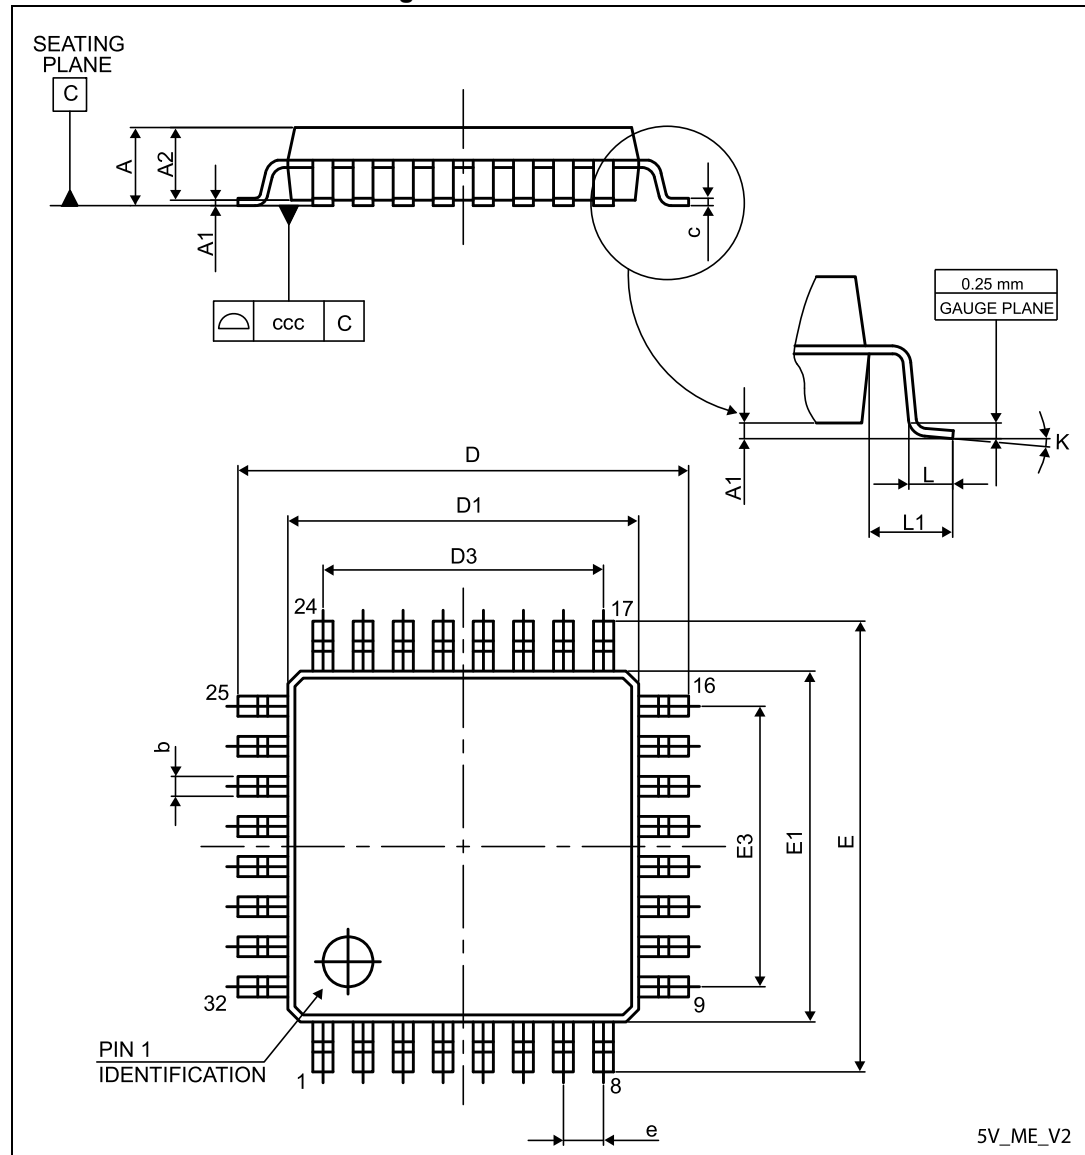 SEATING
PLANE
C
A
A2
A1
c
ccc
C
0.25 mm
GAUGE PLANE
K
A1
L
L1
D
D1
D3
24
17
25
16
b
E3
E1
E
32
9
PIN 1
IDENTIFICATION
1
8
e
5V_ME_V2